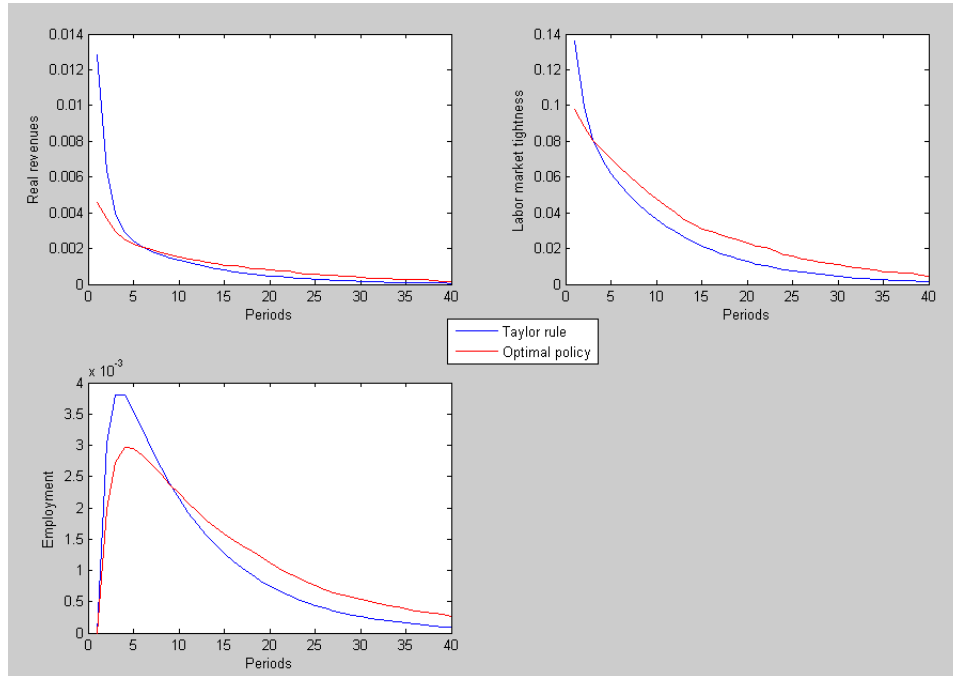 0.014
0.012
0.01
0.008
0.006
0.004
0.002
0
Real revenues
0 5 10 15 20 25 30 35 40
Periods
0.14
0.12
0.1
0.08
0.06
0.04
0.02
0
Labor market tightness
0 5 10 15 20 25 30 35 40
Periods
Taylor rule
Optimal policy
x 10^-3
4
3.5
3
2.5
2
1.5
1
0.5
0
Employment
0 5 10 15 20 25 30 35 40
Periods